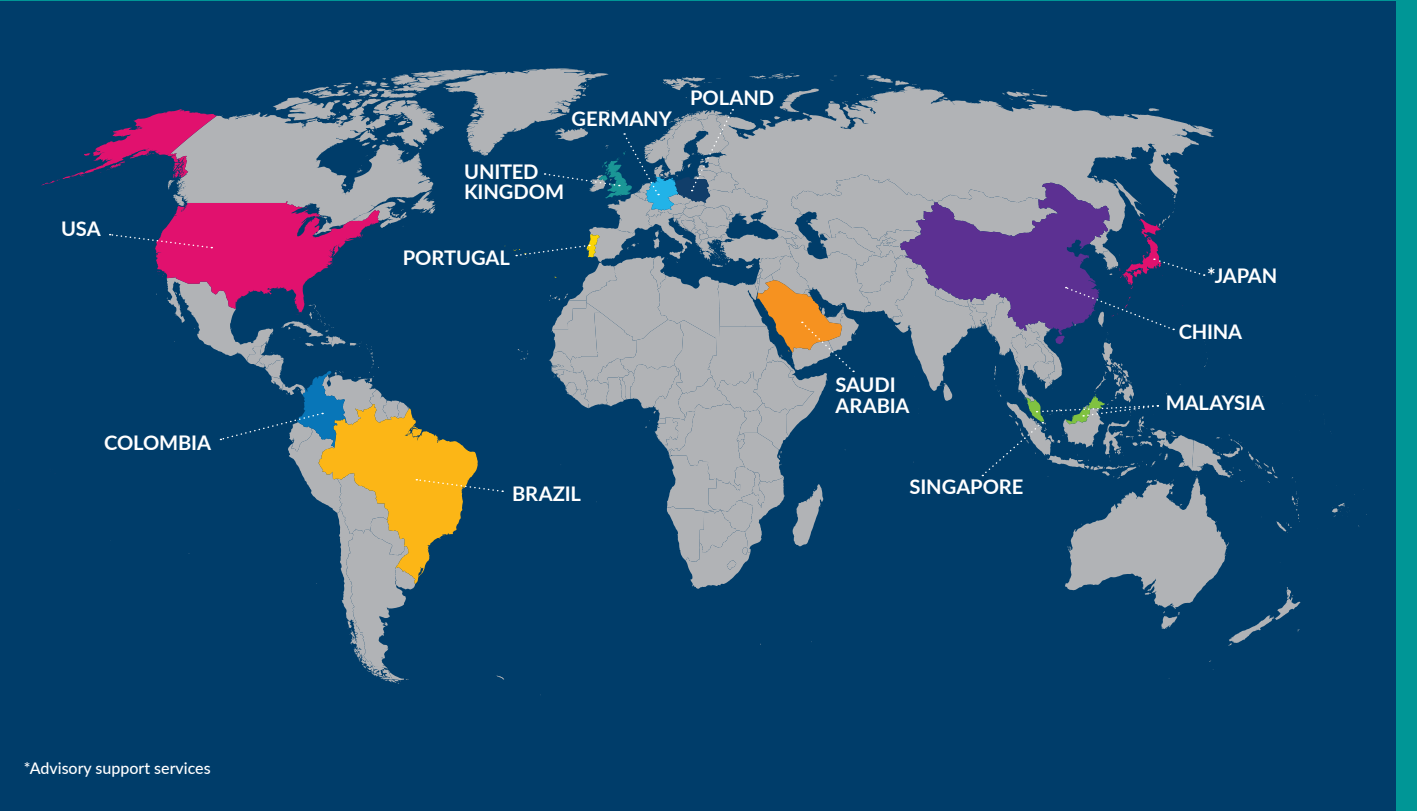 POLAND
GERMANY
UNITED
KINGDOM
USA
PORTUGAL
*JAPAN
CHINA
SAUDI
ARABIA
MALAYSIA
COLOMBIA
SINGAPORE
BRAZIL
*Advisory support services